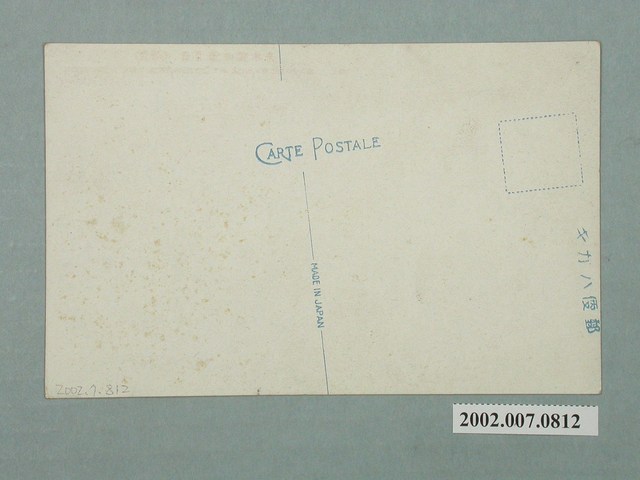 CARTE POSTALE
MADE IN JAPAN
郵便ハガキ
2002.7.812
2002.007.0812